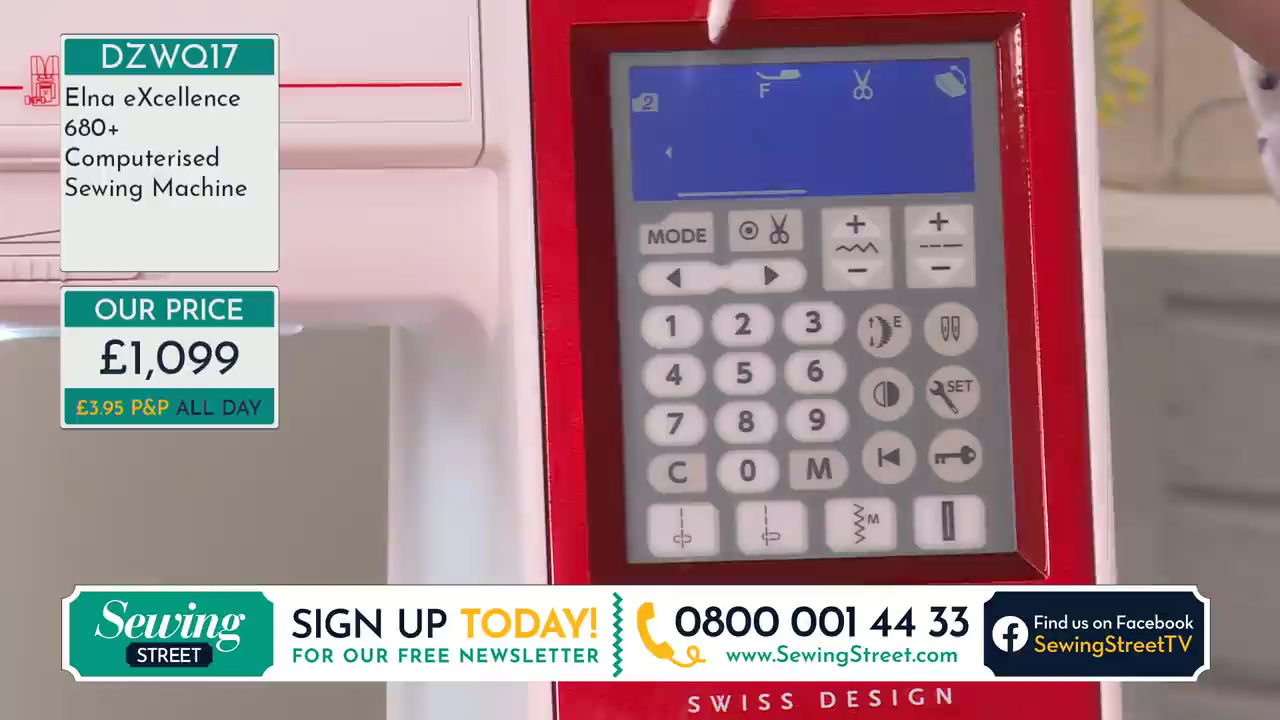 DZWQ17
Elna eXcellence
680+
Computerised
Sewing Machine
OUR PRICE
£1,099
£3.95 P&P ALL DAY
2
F
MODE
E
1 2 3
4 5 6
SET
7 8 9
C 0 M
M
Sewing
STREET
SIGN UP TODAY!
FOR OUR FREE NEWSLETTER
0800 001 44 33
www.SewingStreet.com
Find us on Facebook
SewingStreetTV
SWISS DESIGN